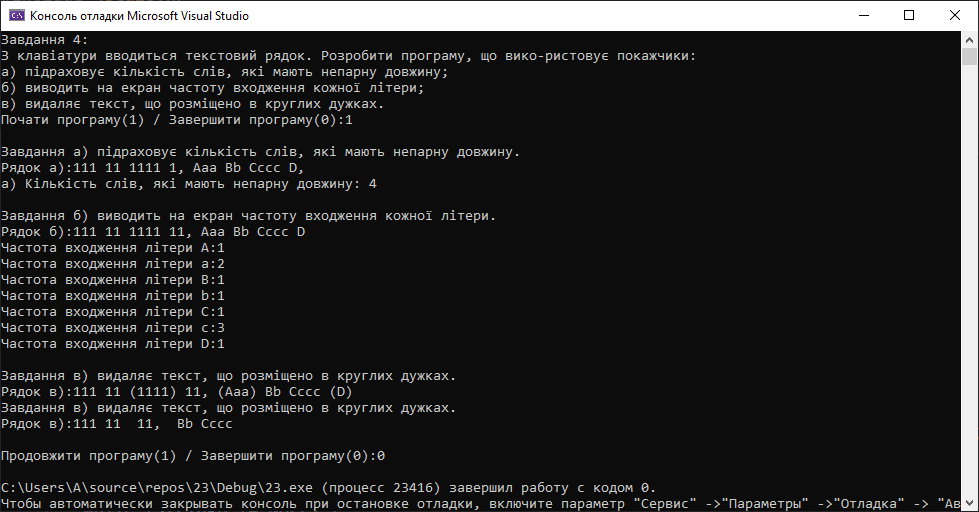 Консоль отладки Microsoft Visual Studio
Завдання 4:
З клавіатури вводиться текстовий рядок. Розробити програму, що вико-ристовує покажчики:
а) підраховує кількість слів, які мають непарну довжину;
б) виводить на екран частоту входження кожної літери;
в) видаляє текст, що розміщено в круглих дужках.
Почати програму(1) / Завершити програму(0):1
Завдання а) підраховує кількість слів, які мають непарну довжину.
Рядок а):111 11 1111 1, Aaa Bb Cccc D,
а) Кількість слів, які мають непарну довжину: 4
Завдання б) виводить на екран частоту входження кожної літери.
Рядок б):111 11 1111 11, Aaa Bb Cccc D
Частота входження літери A:1
Частота входження літери a:2
Частота входження літери B:1
Частота входження літери b:1
Частота входження літери C:1
Частота входження літери c:3
Частота входження літери D:1
Завдання в) видаляє текст, що розміщено в круглих дужках.
Рядок в):111 11 (1111) 11, (Aaa) Bb Cccc (D)
Завдання в) видаляє текст, що розміщено в круглих дужках.
Рядок в):111 11  11,  Bb Cccc
Продовжити програму(1) / Завершити програму(0):0
C:\Users\A\source\repos\23\Debug\23.exe (процесс 23416) завершил работу с кодом 0.
Чтобы автоматически закрывать консоль при остановке отладки, включите параметр "Сервис" ->"Параметры" ->"Отладка" -> "Ав